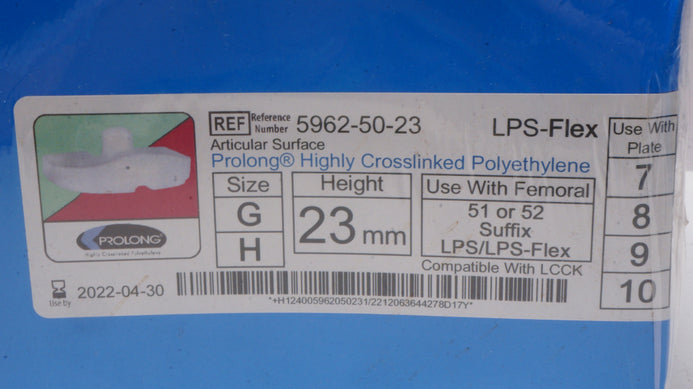 REF Reference Number 5962-50-23
LPS-Flex
Articular Surface
Prolong® Highly Crosslinked Polyethylene
Size
G
H
Height
23 mm
Use With Femoral
51 or 52
Suffix
LPS/LPS-Flex
Compatible With LCCK
Use With
Plate
7
8
9
10
PROLONG®
Highly Crosslinked Polyethylene
Use by
2022-04-30
*+H124005962050231/2212063644278D17Y*